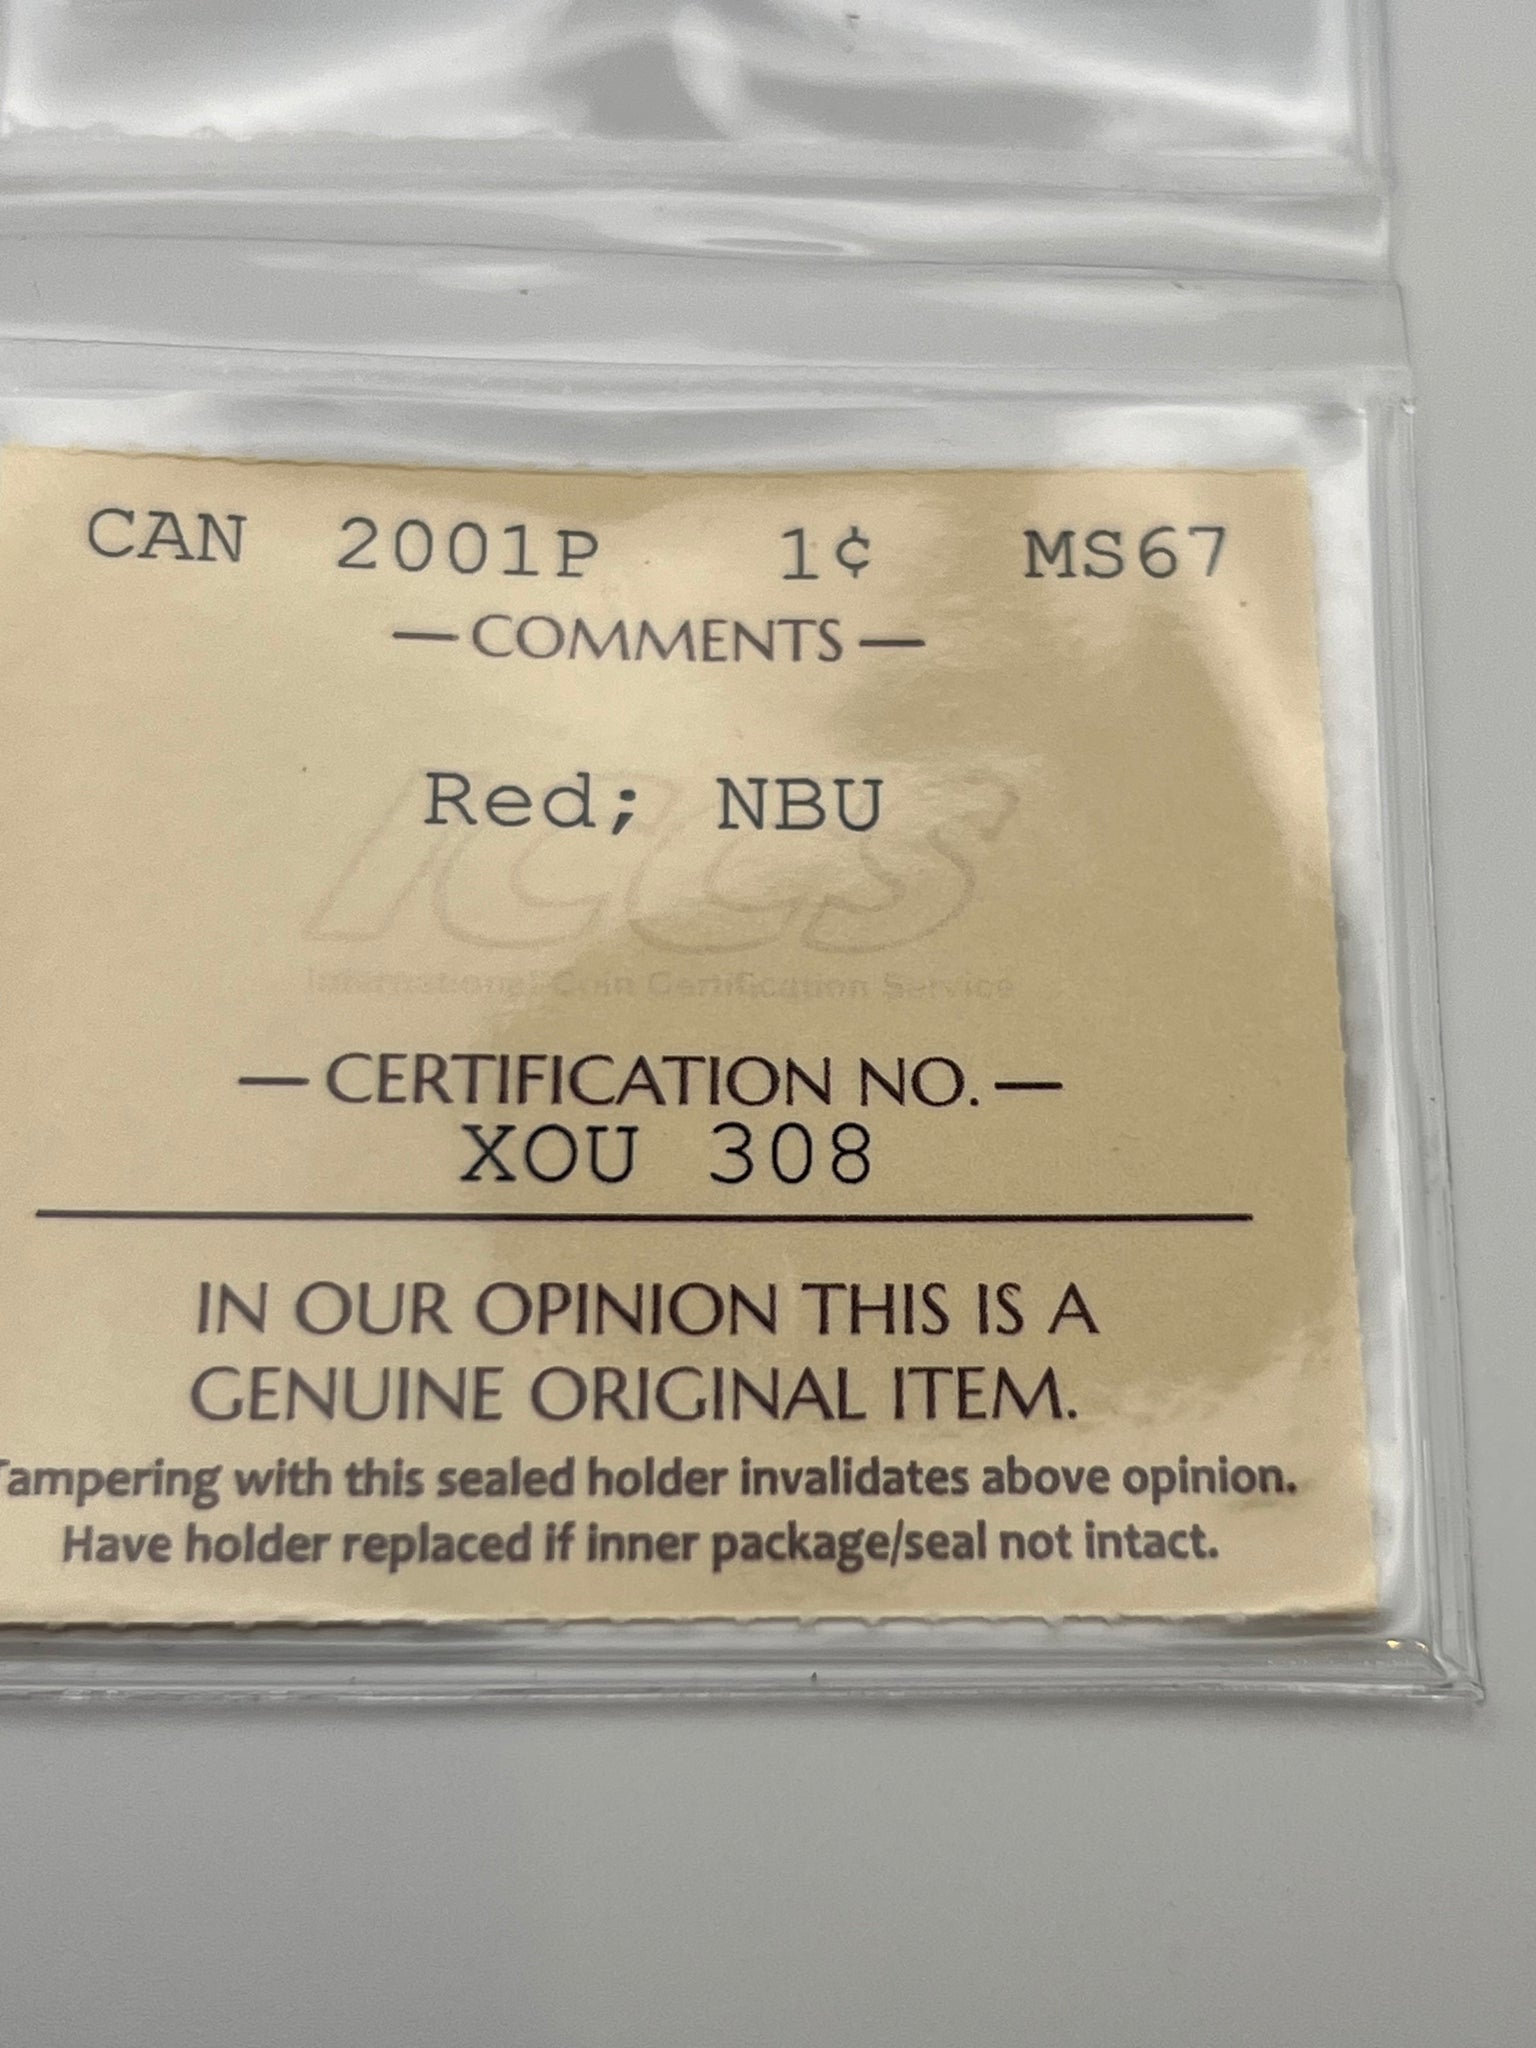 CAN 2001P 1¢ MS67
— COMMENTS —
Red; NBU
ICCS
International Coin Certification Service
— CERTIFICATION NO. —
XOU 308
IN OUR OPINION THIS IS A
GENUINE ORIGINAL ITEM.
Tampering with this sealed holder invalidates above opinion.
Have holder replaced if inner package/seal not intact.